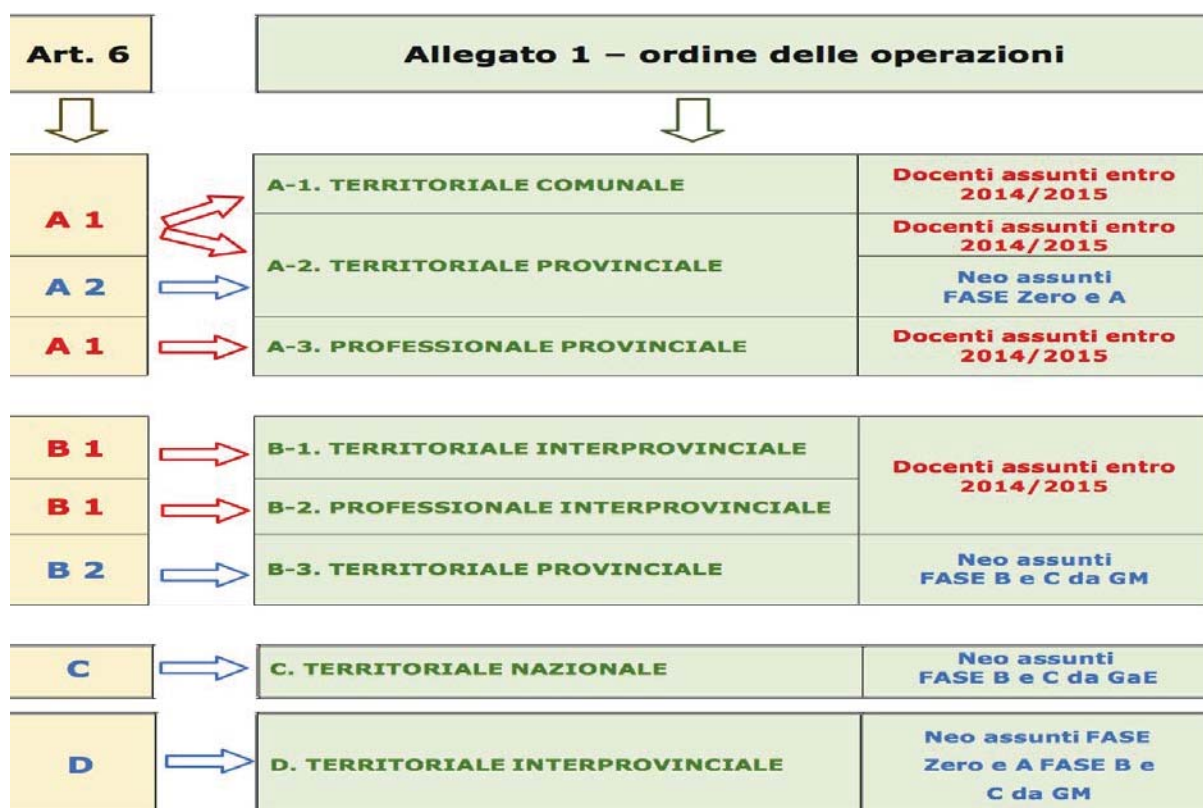 Art. 6
Allegato 1 – ordine delle operazioni
A 1
A-1. TERRITORIALE COMUNALE
Docenti assunti entro
2014/2015
A-2. TERRITORIALE PROVINCIALE
Docenti assunti entro
2014/2015
A 2
Neo assunti
FASE Zero e A
A 1
A-3. PROFESSIONALE PROVINCIALE
Docenti assunti entro
2014/2015
B 1
B-1. TERRITORIALE INTERPROVINCIALE
Docenti assunti entro
2014/2015
B 1
B-2. PROFESSIONALE INTERPROVINCIALE
B 2
B-3. TERRITORIALE PROVINCIALE
Neo assunti
FASE B e C da GM
C
C. TERRITORIALE NAZIONALE
Neo assunti
FASE B e C da GaE
D
D. TERRITORIALE INTERPROVINCIALE
Neo assunti FASE
Zero e A FASE B e
C da GM